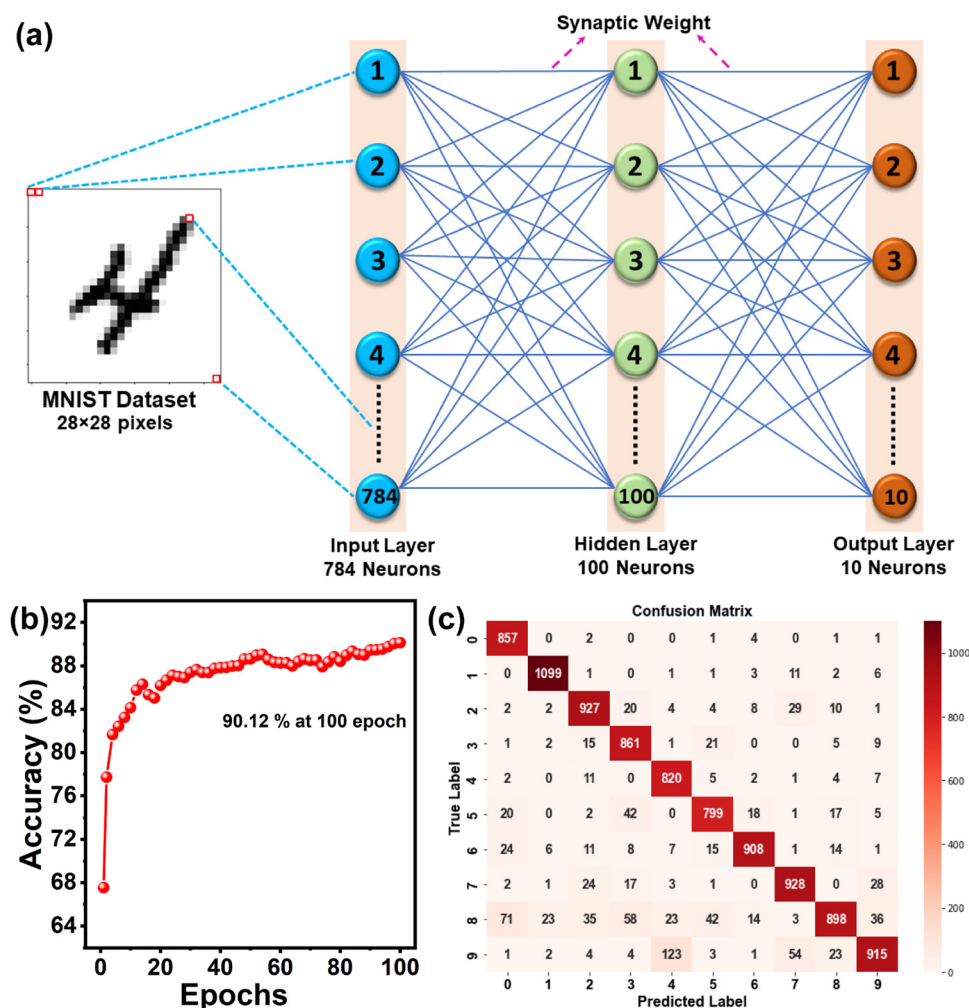 (a)
Synaptic Weight
1 1 1
2 2 2
3 3 3
4 4 4
784 100 10
MNIST Dataset
28×28 pixels
Input Layer
784 Neurons
Hidden Layer
100 Neurons
Output Layer
10 Neurons
(b)
Accuracy (%)
92
88
84
80
76
72
68
64
90.12 % at 100 epoch
0 20 40 60 80 100
Epochs
(c)
Confusion Matrix
True Label
0 857 0 2 0 0 1 4 0 1 1
1 0 1099 1 0 1 1 3 11 2 6
2 2 2 927 20 4 4 8 29 10 1
3 1 2 15 861 1 21 0 0 5 9
4 2 0 11 0 820 5 2 1 4 7
5 20 0 2 42 0 799 18 1 17 5
6 24 6 11 8 7 15 908 1 14 1
7 2 1 24 17 3 1 0 928 0 28
8 71 23 35 58 23 42 14 3 898 36
9 1 2 4 4 123 3 1 54 23 915
0 1 2 3 4 5 6 7 8 9
Predicted Label
1000
800
600
400
200
0